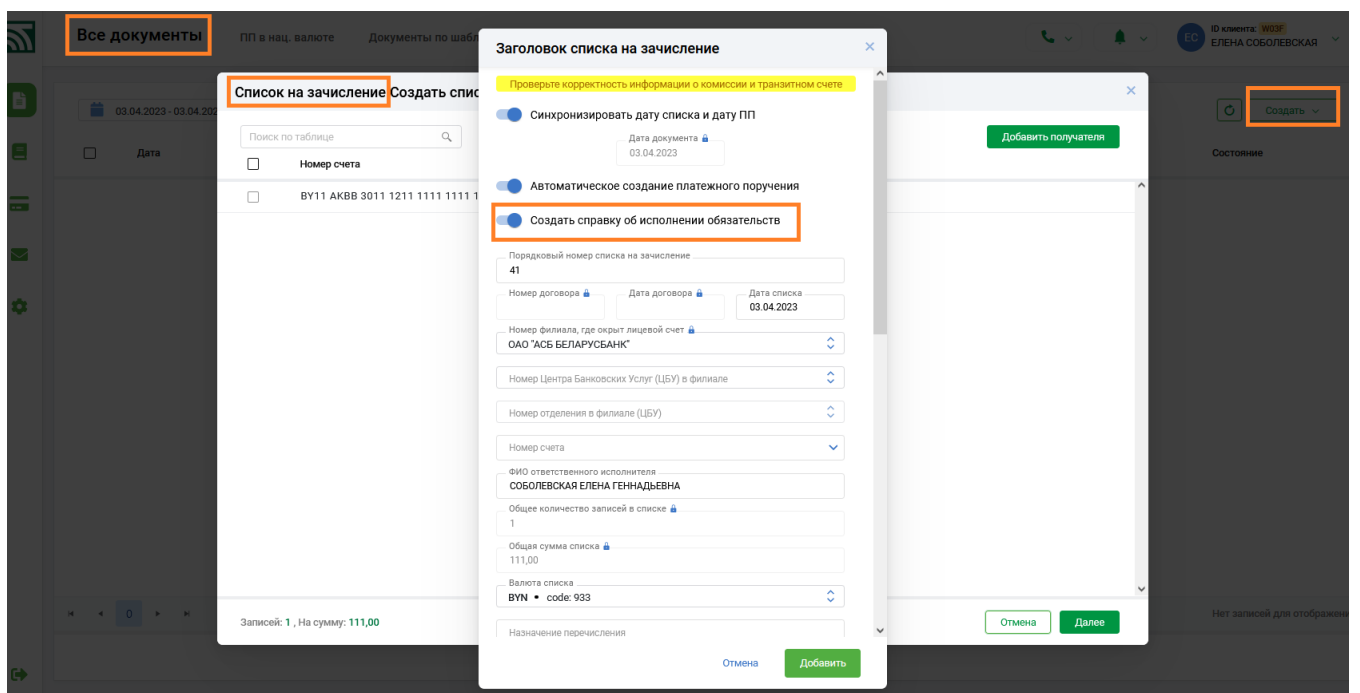 Все документы
ПП в нац. валюте
Документы по шабл
ID клиента: W03F
ЕС
ЕЛЕНА СОБОЛЕВСКАЯ
03.04.2023 - 03.04.202
Создать
Дата
Состояние
Список на зачисление Создать спис
Поиск по таблице
Добавить получателя
Номер счета
BY11 AKBB 3011 1211 1111 1111 1
Заголовок списка на зачисление
Проверьте корректность информации о комиссии и транзитном счете
Синхронизировать дату списка и дату ПП
Дата документа
03.04.2023
Автоматическое создание платежного поручения
Создать справку об исполнении обязательств
Порядковый номер списка на зачисление
41
Номер договора
Дата договора
Дата списка
03.04.2023
Номер филиала, где окрыт лицевой счет
ОАО "АСБ БЕЛАРУСБАНК"
Номер Центра Банковских Услуг (ЦБУ) в филиале
Номер отделения в филиале (ЦБУ)
Номер счета
ФИО ответственного исполнителя
СОБОЛЕВСКАЯ ЕЛЕНА ГЕННАДЬЕВНА
Общее количество записей в списке
1
Общая сумма списка
111,00
Валюта списка
BYN • code: 933
Назначение перечисления
Отмена
Добавить
Записей: 1 , На сумму: 111,00
Отмена
Далее
0
Нет записей для отображени